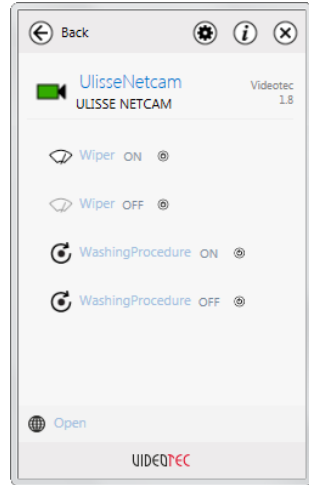 Back
UlisseNetcam Videotec
ULISSE NETCAM 1.8
Wiper ON
Wiper OFF
WashingProcedure ON
WashingProcedure OFF
Open
VIDEOTEC